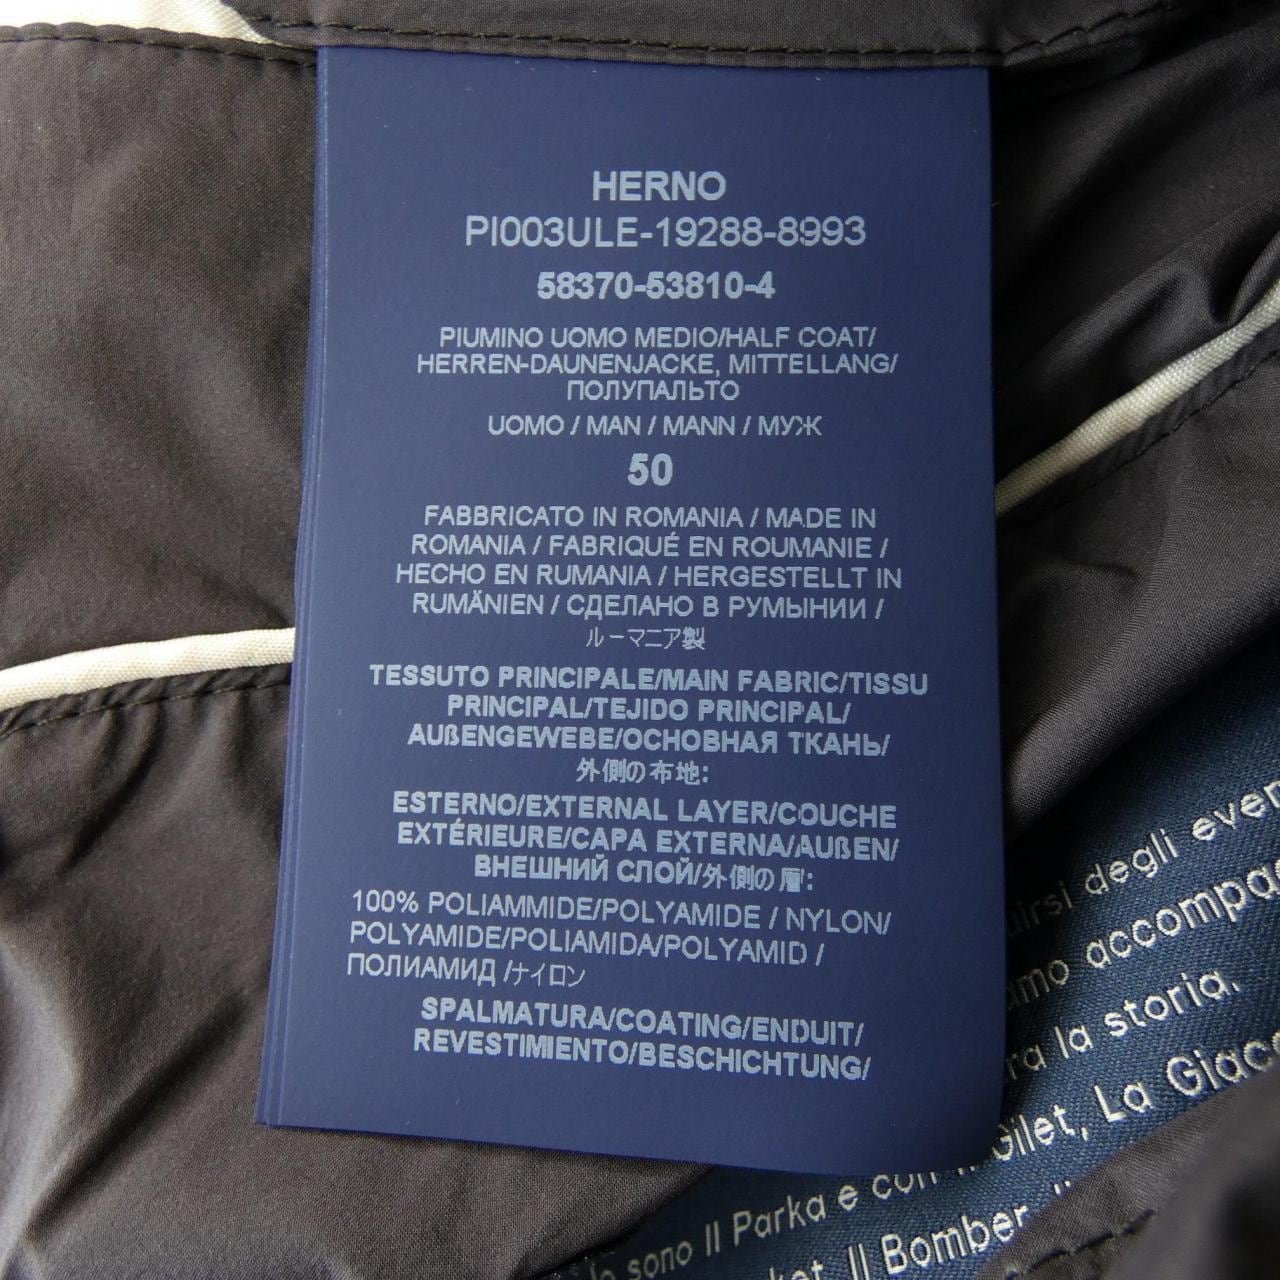 HERNO
PI003ULE-19288-8993
58370-53810-4
PIUMINO UOMO MEDIO/HALF COAT/
HERREN-DAUNENJACKE, MITTELLANG/
ПОЛУПАЛЬТО
UOMO / MAN / MANN / МУЖ
50
FABBRICATO IN ROMANIA / MADE IN
ROMANIA / FABRIQUÉ EN ROUMANIE /
HECHO EN RUMANIA / HERGESTELLT IN
RUMÄNIEN / СДЕЛАНО В РУМЫНИИ /
ルーマニア製
TESSUTO PRINCIPALE/MAIN FABRIC/TISSU
PRINCIPAL/TEJIDO PRINCIPAL/
AUßENGEWEBE/ОСНОВНАЯ ТКАНЬ/
外側の布地:
ESTERNO/EXTERNAL LAYER/COUCHE
EXTÉRIEURE/CAPA EXTERNA/AUßEN/
ВНЕШНИЙ СЛОЙ/外側の層:
100% POLIAMMIDE/POLYAMIDE / NYLON/
POLYAMIDE/POLIAMIDA/POLYAMID /
ПОЛИАМИД /ナイロン
SPALMATURA/COATING/ENDUIT/
REVESTIMIENTO/BESCHICHTUNG/
degli
la storia.
Gilet, La
sono Il Parka e con
Il Bomber